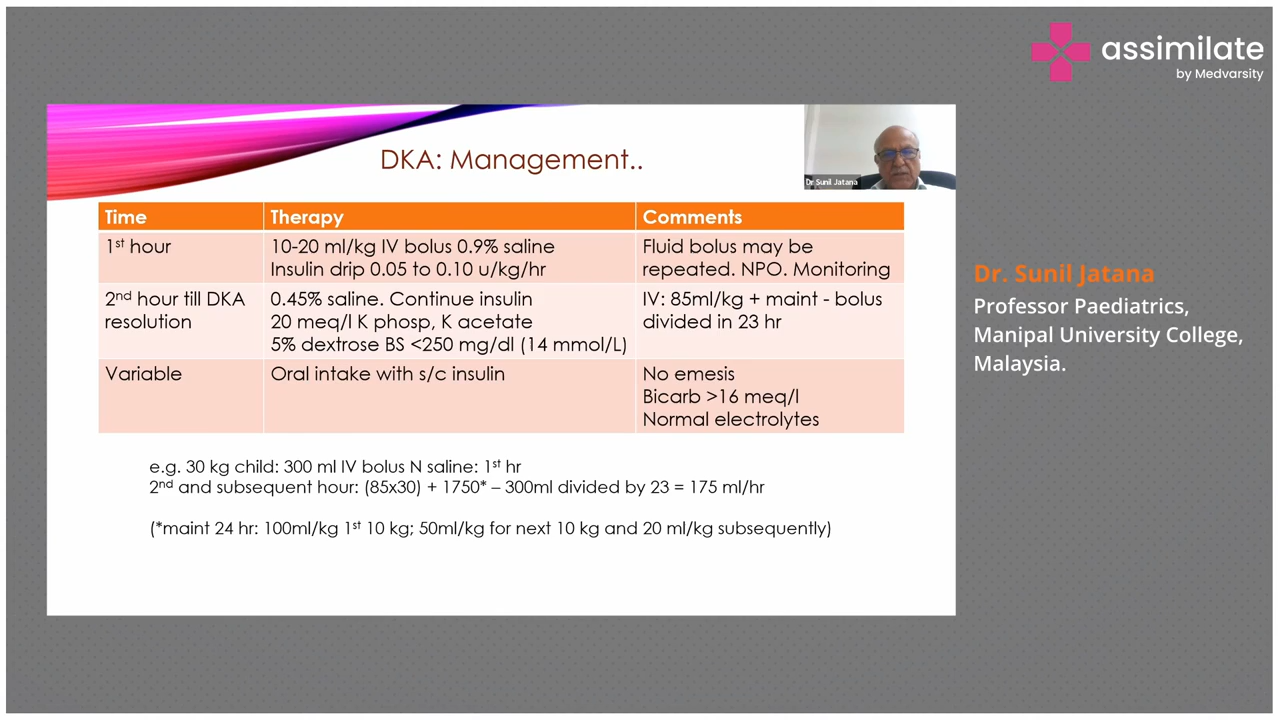 assimilate
by Medvarsity
DKA: Management..
Dr Sunil Jatana
Time Therapy Comments
1st hour 10-20 ml/kg IV bolus 0.9% saline Fluid bolus may be
Insulin drip 0.05 to 0.10 u/kg/hr repeated. NPO. Monitoring
2nd hour till DKA 0.45% saline. Continue insulin IV: 85ml/kg + maint - bolus
resolution 20 meq/l K phosp, K acetate divided in 23 hr
5% dextrose BS <250 mg/dl (14 mmol/L)
Variable Oral intake with s/c insulin No emesis
Bicarb >16 meq/l
Normal electrolytes
e.g. 30 kg child: 300 ml IV bolus N saline: 1st hr
2nd and subsequent hour: (85x30) + 1750* – 300ml divided by 23 = 175 ml/hr
(*maint 24 hr: 100ml/kg 1st 10 kg; 50ml/kg for next 10 kg and 20 ml/kg subsequently)
Dr. Sunil Jatana
Professor Paediatrics,
Manipal University College,
Malaysia.